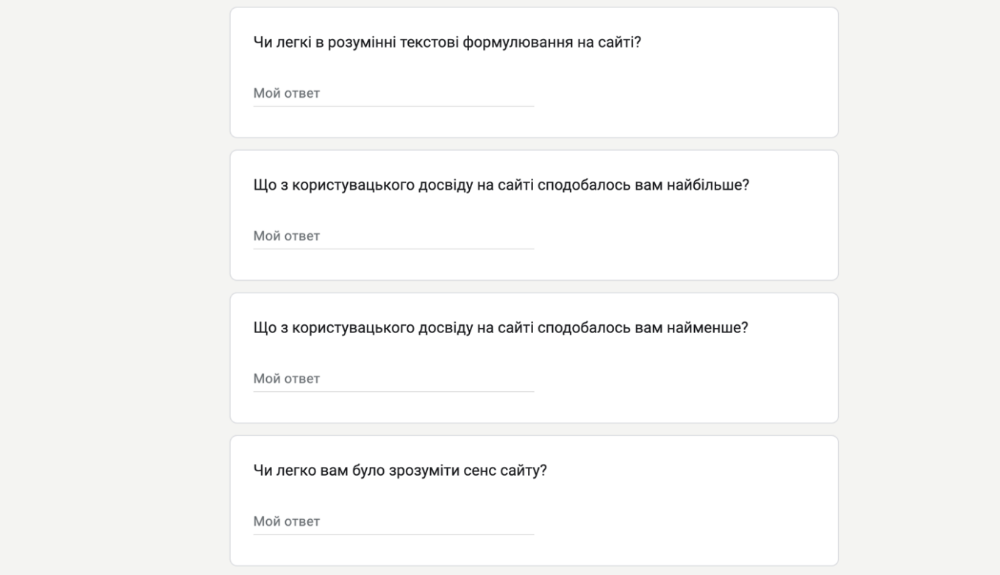 Чи легкі в розумінні текстові формулювання на сайті?
Мой ответ
Що з користувацького досвіду на сайті сподобалось вам найбільше?
Мой ответ
Що з користувацького досвіду на сайті сподобалось вам найменше?
Мой ответ
Чи легко вам було зрозуміти сенс сайту?
Мой ответ